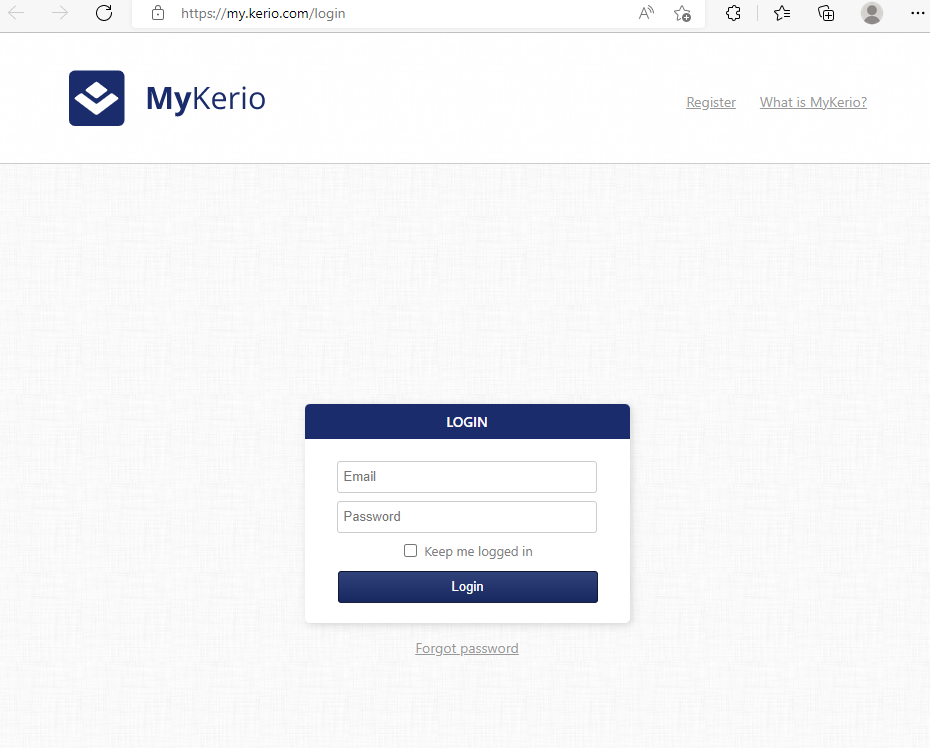 https://my.kerio.com/login
MyKerio
Register What is MyKerio?
LOGIN
Email
Password
Keep me logged in
Login
Forgot password